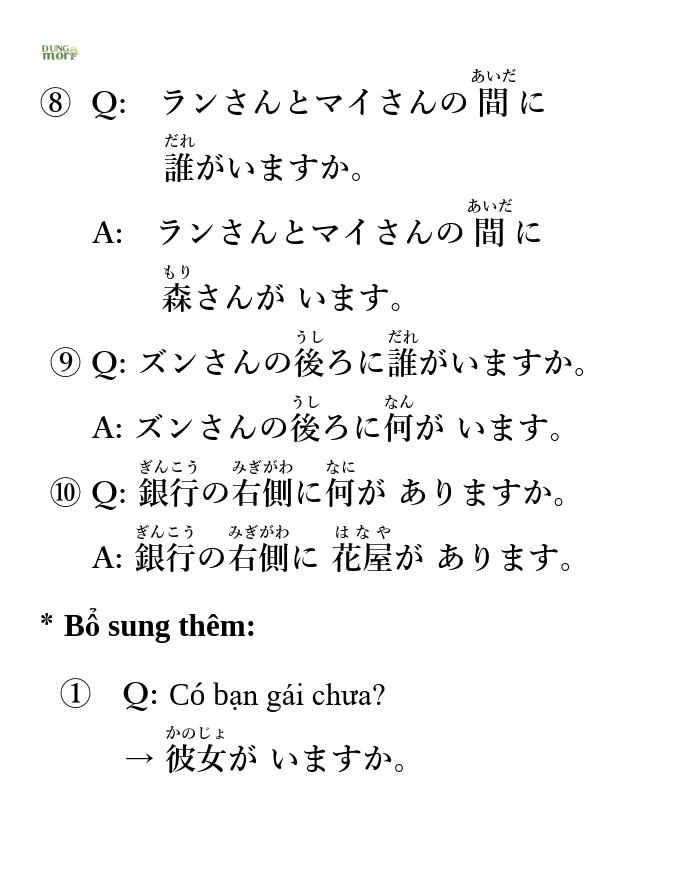 DUNG
mori
あいだ
⑧ Q: ランさんとマイさんの間に
だれ
誰がいますか。
あいだ
A: ランさんとマイさんの間に
もり
森さんが います。
うし だれ
⑨ Q: ズンさんの後ろに誰がいますか。
うし なん
A: ズンさんの後ろに何が います。
ぎんこう みぎがわ なに
⑩ Q: 銀行の右側に何が ありますか。
ぎんこう みぎがわ はなや
A: 銀行の右側に 花屋が あります。
* Bổ sung thêm:
① Q: Có bạn gái chưa?
かのじょ
→ 彼女が いますか。